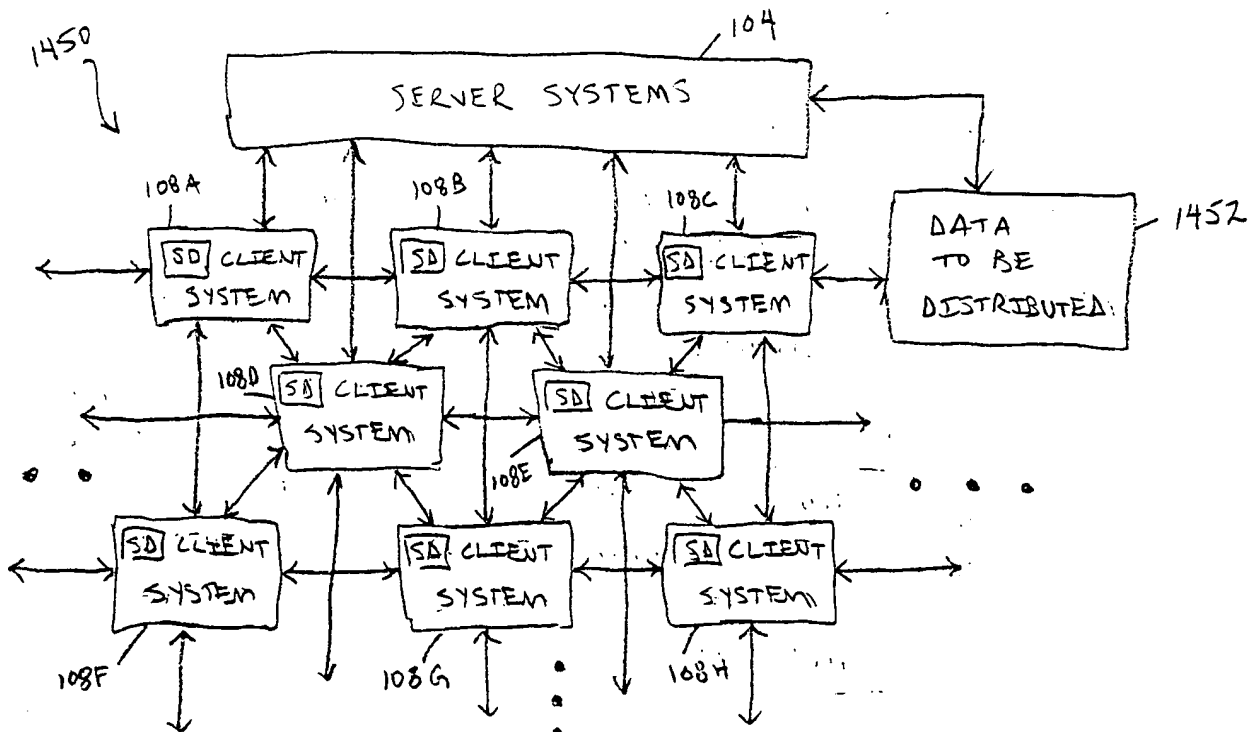 1450
104
SERVER SYSTEMS
108A
108B
108C
1452
SD CLIENT
SYSTEM
SD CLIENT
SYSTEM
SD CLIENT
SYSTEM
DATA
TO BE
DISTRIBUTED
108D
SD CLIENT
SYSTEM
SD CLIENT
SYSTEM
108E
SD CLIENT
SYSTEM
SD CLIENT
SYSTEM
SD CLIENT
SYSTEM
108F
108G
108H